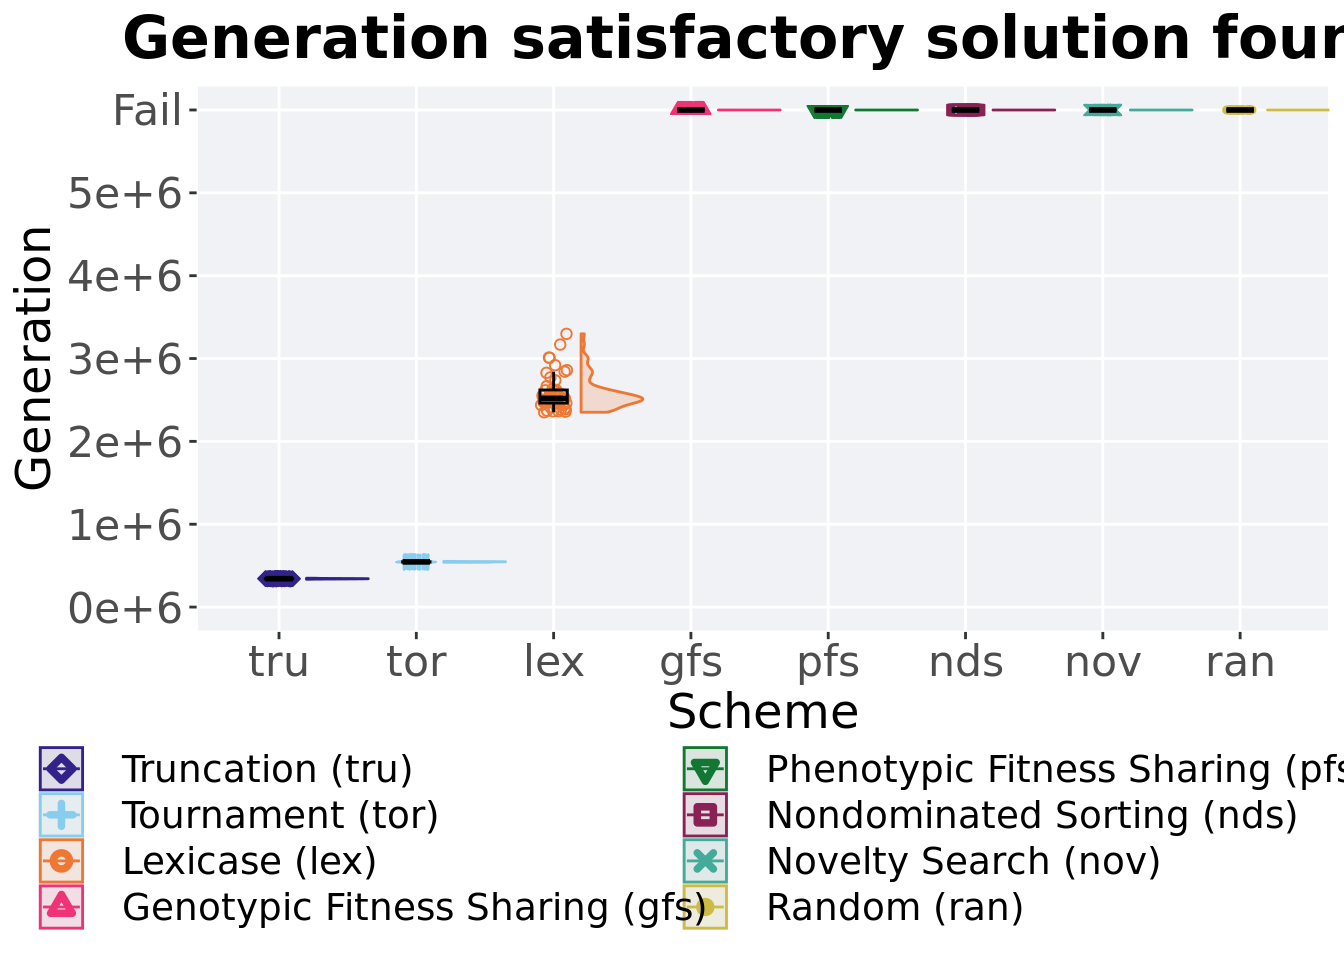 Generation satisfactory solution four
Fail
5e+6
4e+6
3e+6
2e+6
1e+6
0e+6
Generation
tru tor lex gfs pfs nds nov ran
Scheme
Truncation (tru)
Tournament (tor)
Lexicase (lex)
Genotypic Fitness Sharing (gfs)
Phenotypic Fitness Sharing (pfs
Nondominated Sorting (nds)
Novelty Search (nov)
Random (ran)